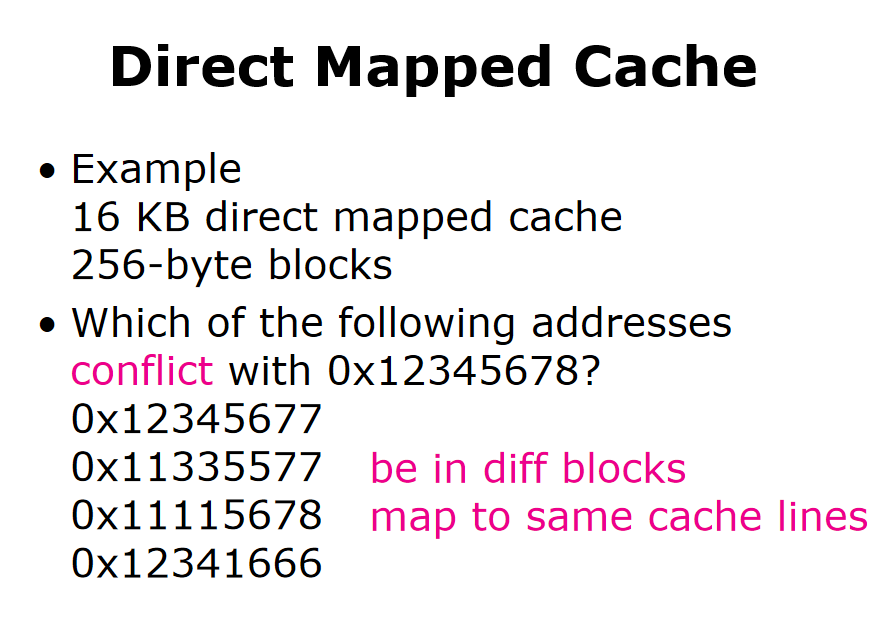 Direct Mapped Cache
• Example
16 KB direct mapped cache
256-byte blocks
• Which of the following addresses
conflict with 0x12345678?
0x12345677
0x11335577 be in diff blocks
0x11115678 map to same cache lines
0x12341666